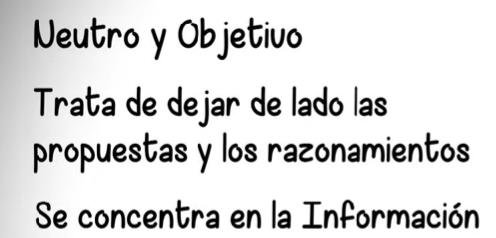 Neutro y Objetivo
Trata de dejar de lado las
propuestas y los razonamientos
Se concentra en la Información